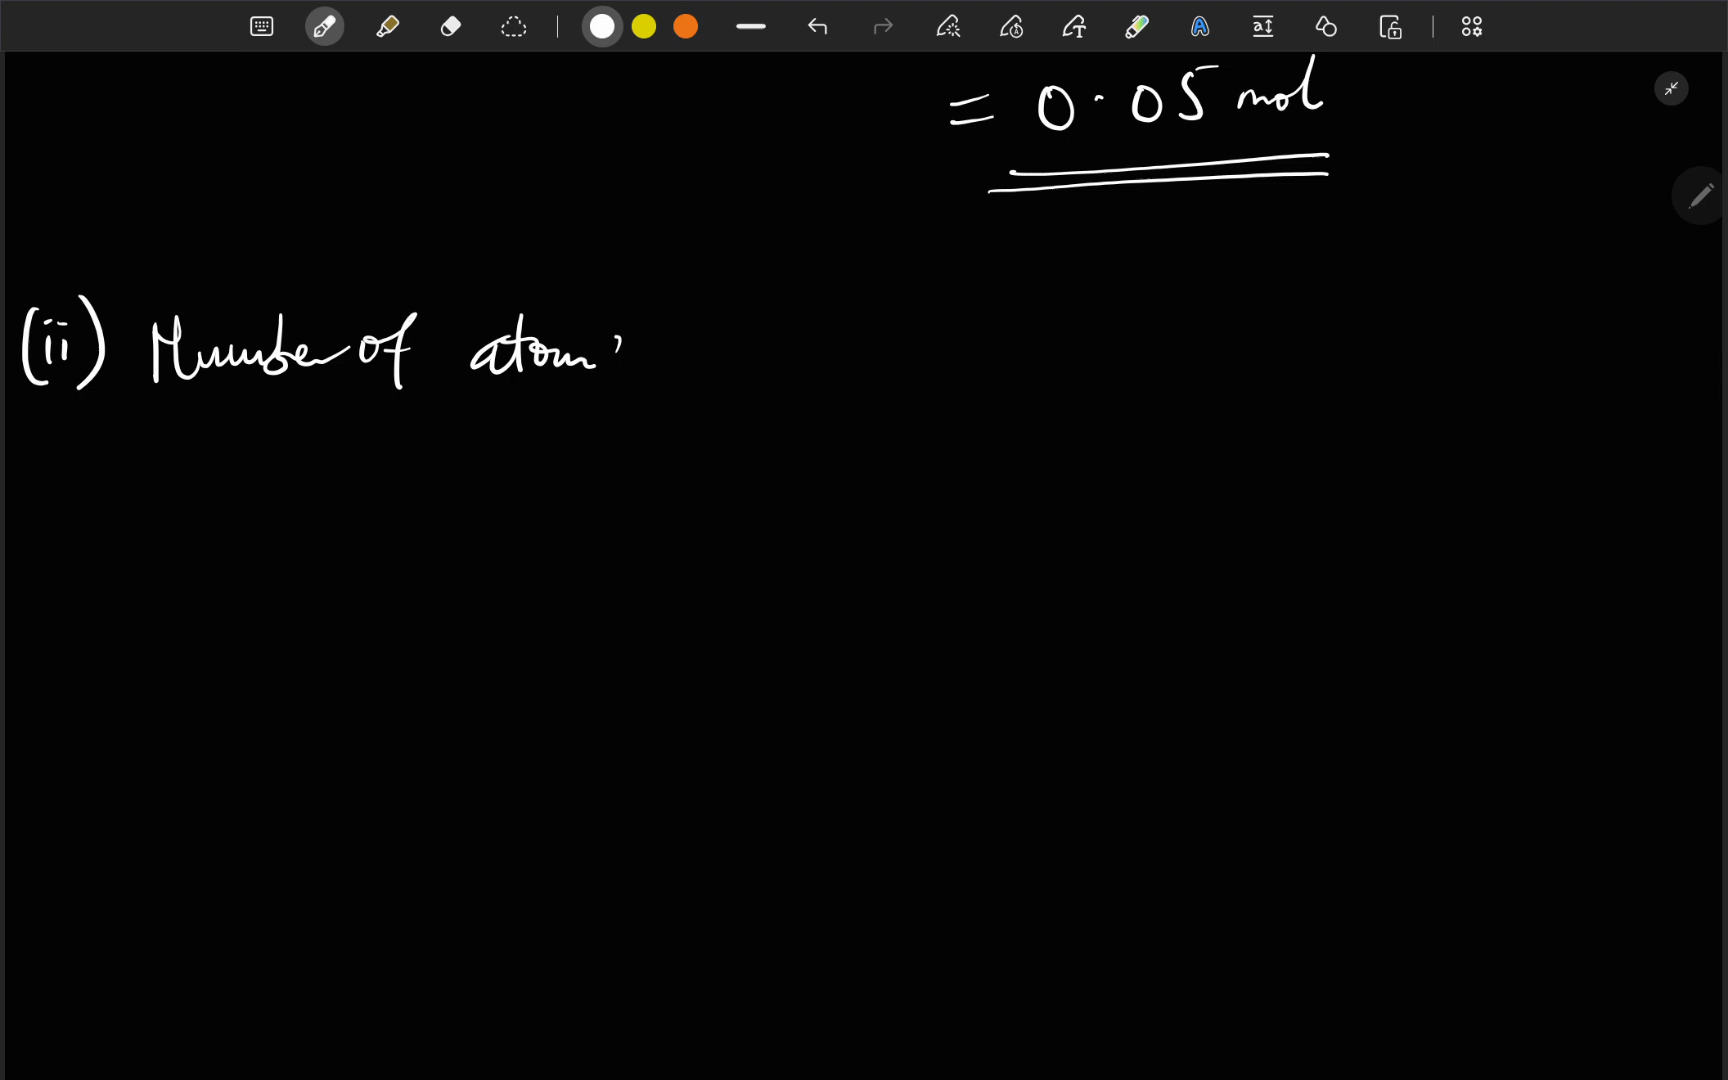 = 0.05 mol
(ii) Number of atom